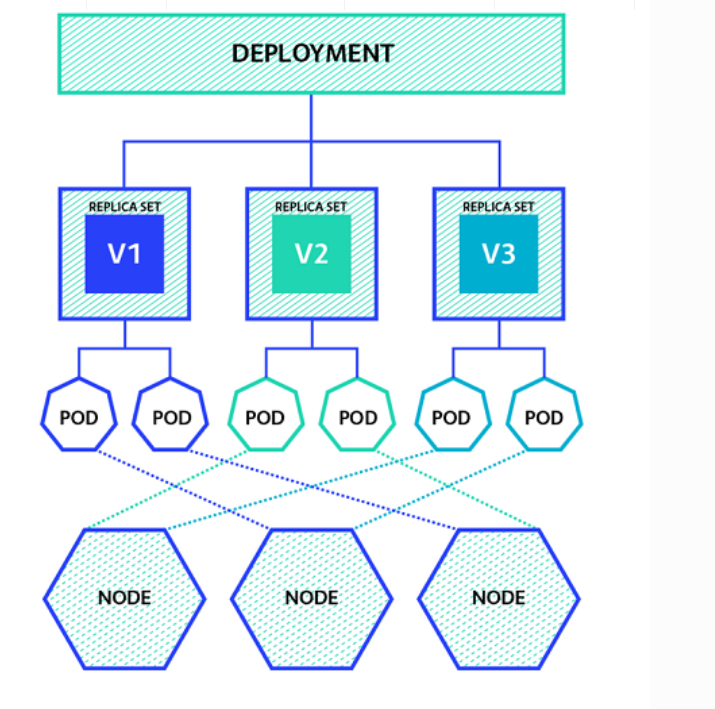 DEPLOYMENT
REPLICA SET
V1
REPLICA SET
V2
REPLICA SET
V3
POD
POD
POD
POD
POD
POD
NODE
NODE
NODE